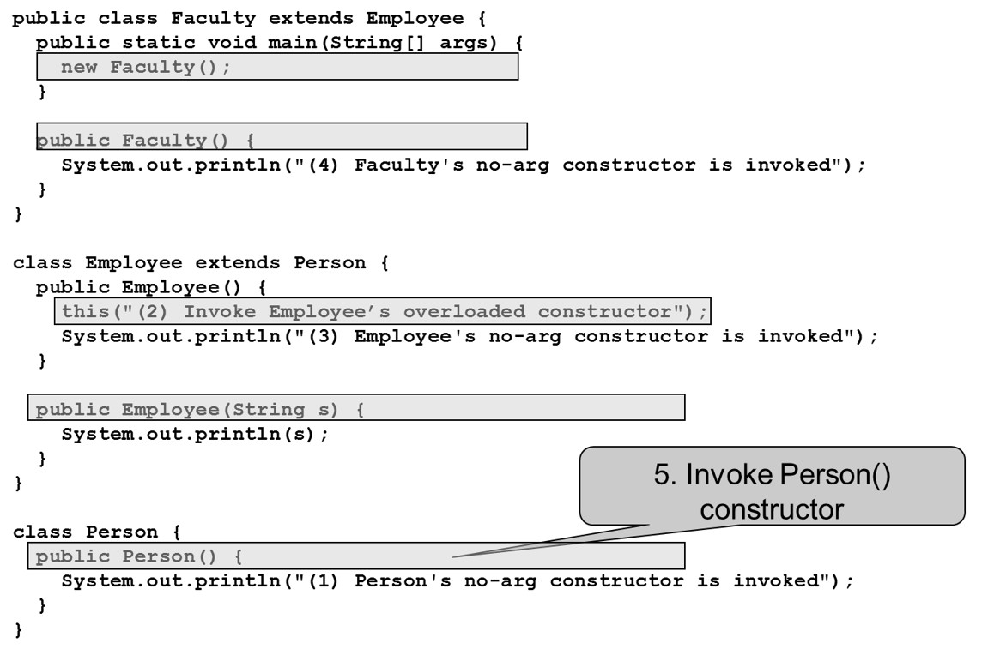 public class Faculty extends Employee {
public static void main(String[] args) {
new Faculty();
}
public Faculty() {
System.out.println("(4) Faculty's no-arg constructor is invoked");
}
}
class Employee extends Person {
public Employee() {
this("(2) Invoke Employee’s overloaded constructor");
System.out.println("(3) Employee's no-arg constructor is invoked");
}
public Employee(String s) {
System.out.println(s);
}
}
5. Invoke Person()
constructor
class Person {
public Person() {
System.out.println("(1) Person's no-arg constructor is invoked");
}
}